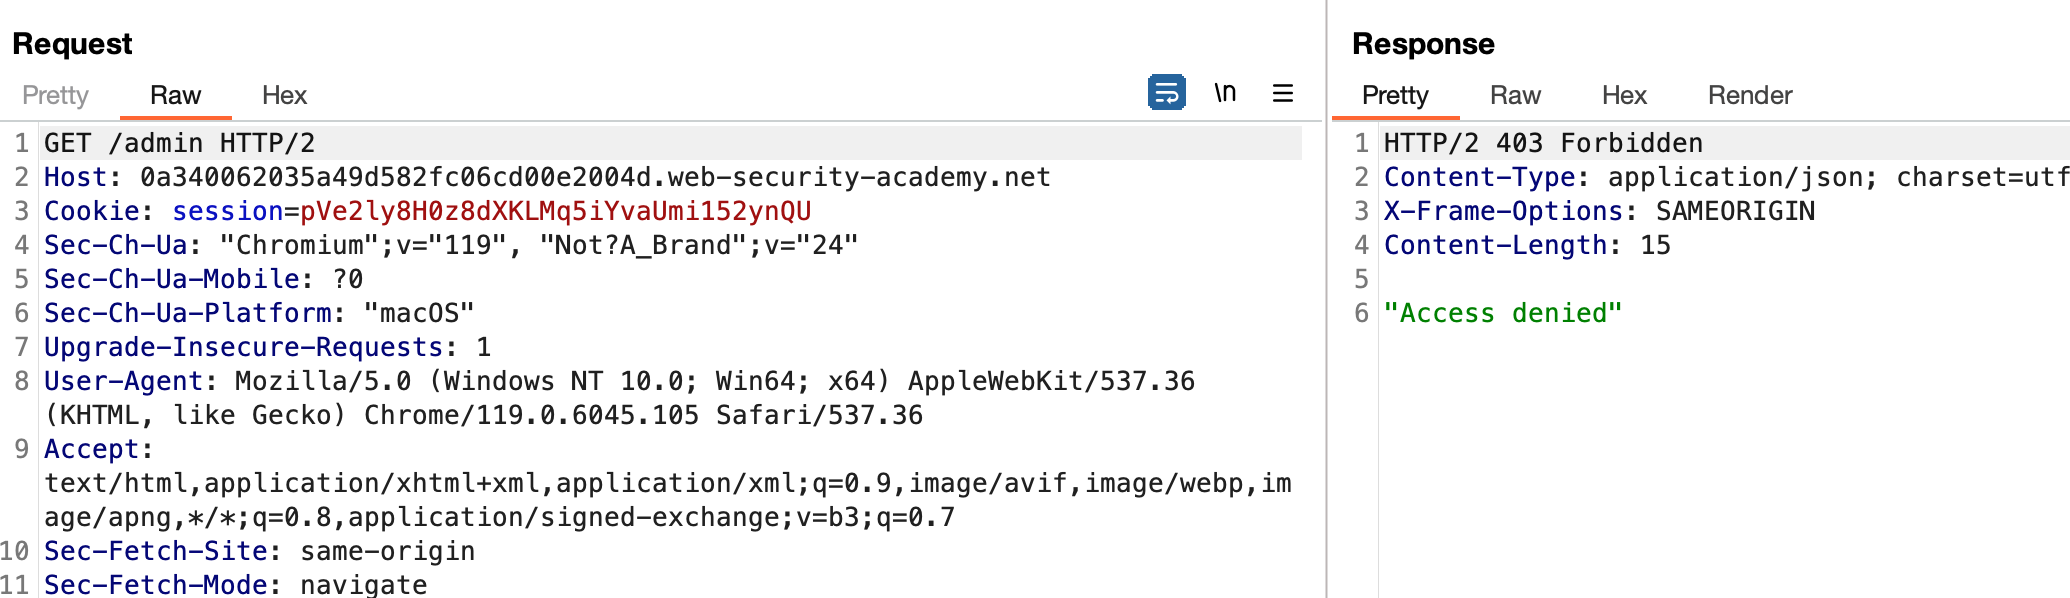 Request
Pretty Raw Hex
\n
1 GET /admin HTTP/2
2 Host: 0a340062035a49d582fc06cd00e2004d.web-security-academy.net
3 Cookie: session=pVe2ly8H0z8dXKLMq5iYvaUmi152ynQU
4 Sec-Ch-Ua: "Chromium";v="119", "Not?A_Brand";v="24"
5 Sec-Ch-Ua-Mobile: ?0
6 Sec-Ch-Ua-Platform: "macOS"
7 Upgrade-Insecure-Requests: 1
8 User-Agent: Mozilla/5.0 (Windows NT 10.0; Win64; x64) AppleWebKit/537.36
(KHTML, like Gecko) Chrome/119.0.6045.105 Safari/537.36
9 Accept:
text/html,application/xhtml+xml,application/xml;q=0.9,image/avif,image/webp,im
age/apng,*/*;q=0.8,application/signed-exchange;v=b3;q=0.7
10 Sec-Fetch-Site: same-origin
11 Sec-Fetch-Mode: navigate
Response
Pretty Raw Hex Render
1 HTTP/2 403 Forbidden
2 Content-Type: application/json; charset=utf
3 X-Frame-Options: SAMEORIGIN
4 Content-Length: 15
5
6 "Access denied"